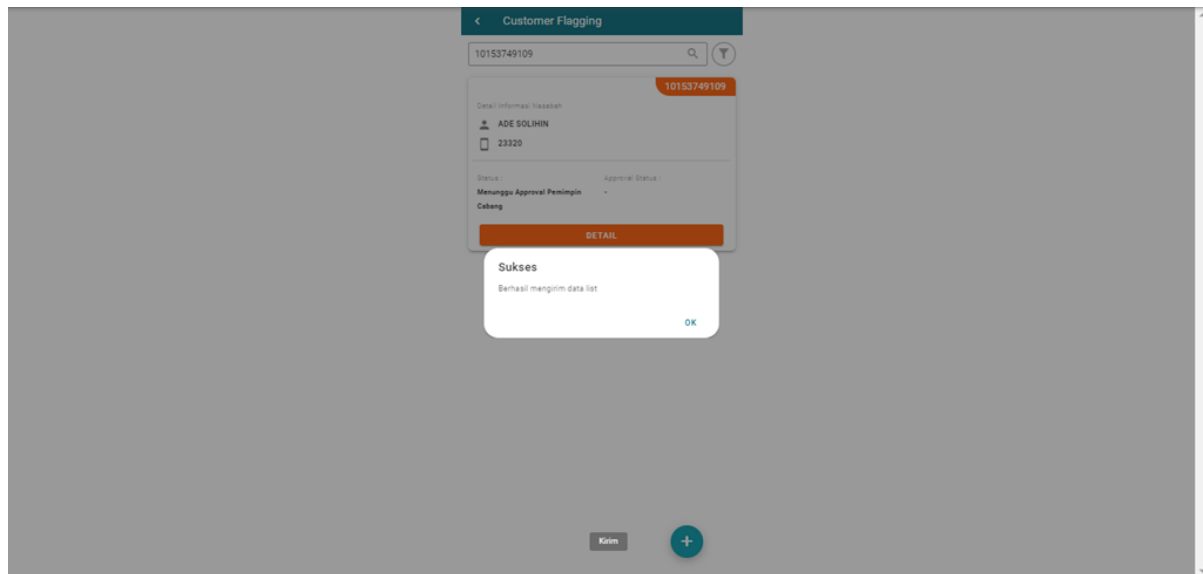 Customer Flagging
10153749109
10153749109
Detail Informasi Nasabah
ADE SOLIHIN
23320
Status :
Approval Status :
Menunggu Approval Pemimpin
Cabang
-
DETAIL
Sukses
Berhasil mengirim data list
OK
Kirim
+